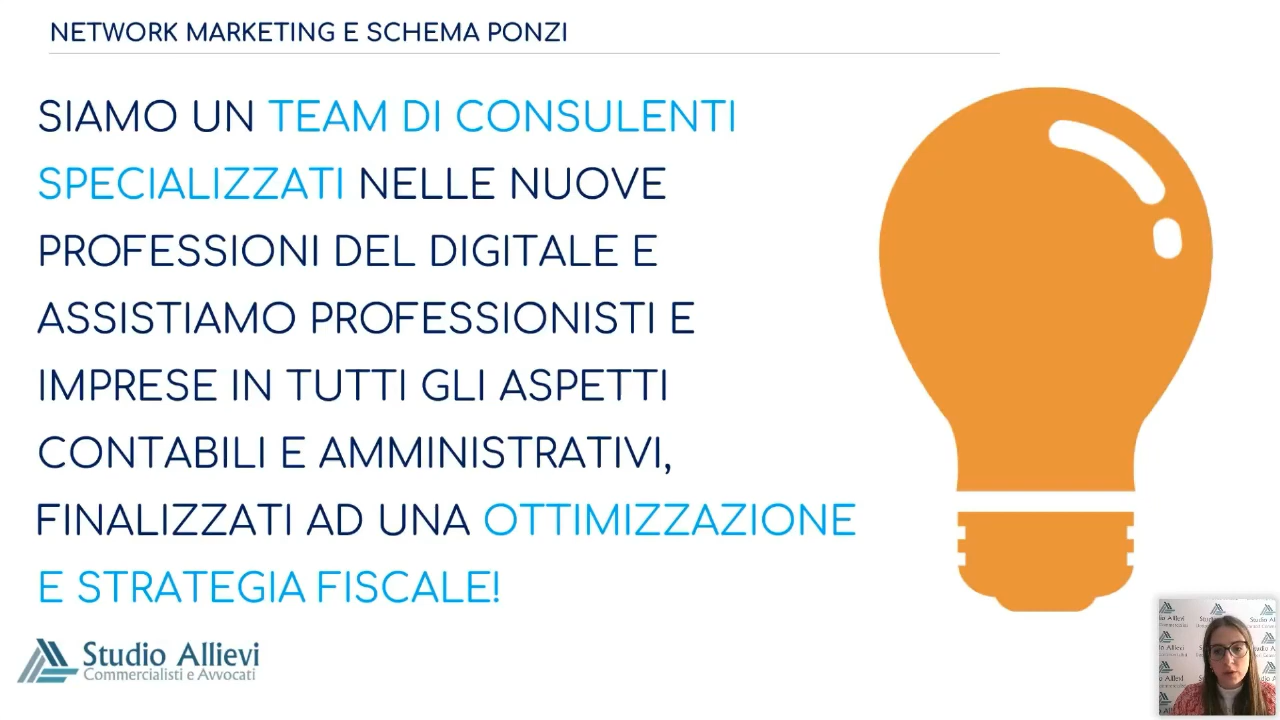 NETWORK MARKETING E SCHEMA PONZI
SIAMO UN TEAM DI CONSULENTI
SPECIALIZZATI NELLE NUOVE
PROFESSIONI DEL DIGITALE E
ASSISTIAMO PROFESSIONISTI E
IMPRESE IN TUTTI GLI ASPETTI
CONTABILI E AMMINISTRATIVI,
FINALIZZATI AD UNA OTTIMIZZAZIONE
E STRATEGIA FISCALE!
Studio Allievi
Commercialisti e Avvocati